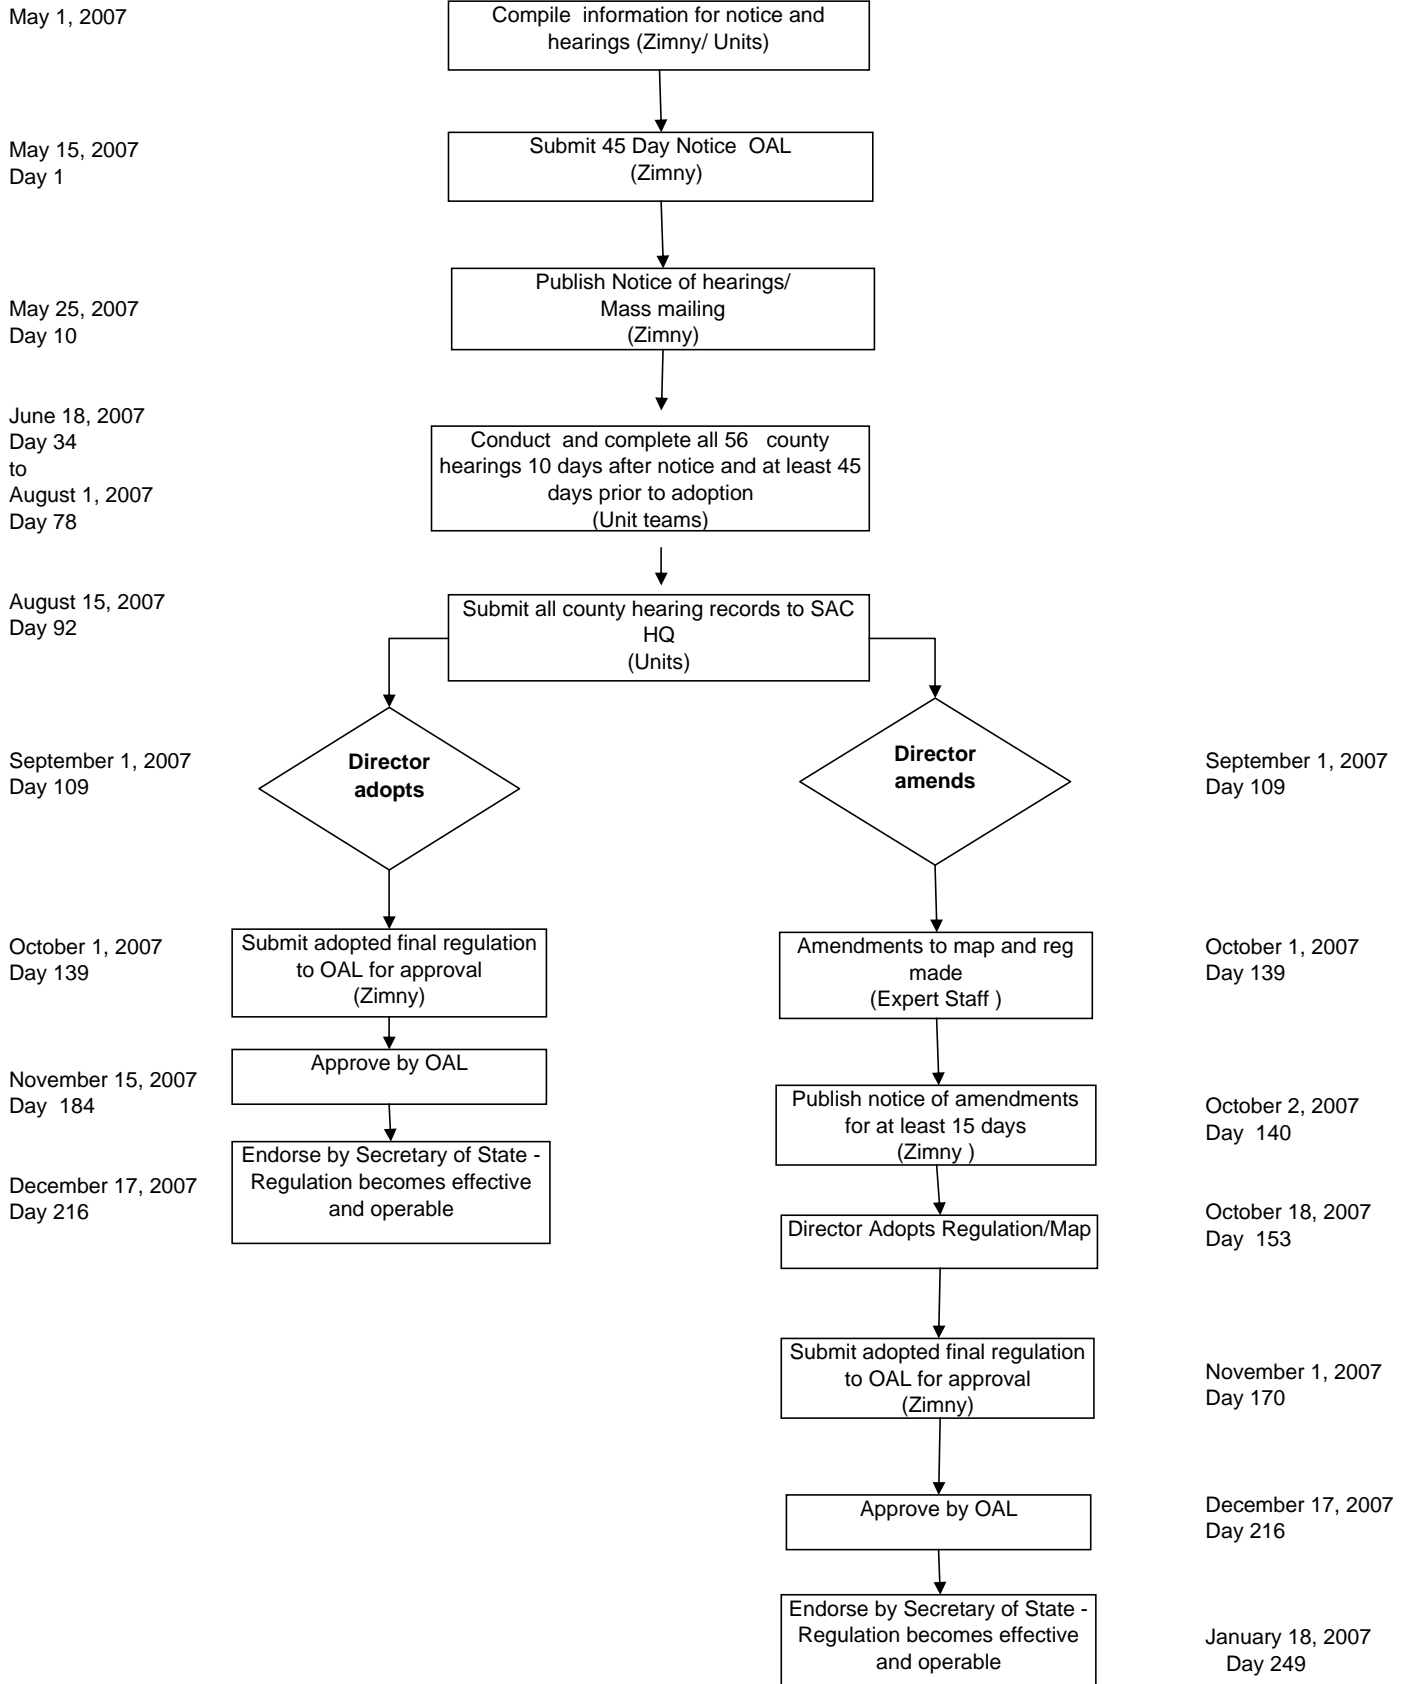 May 1, 2007
Compile information for notice and
hearings (Zimny/ Units)
May 15, 2007
Day 1
Submit 45 Day Notice OAL
(Zimny)
May 25, 2007
Day 10
Publish Notice of hearings/
Mass mailing
(Zimny)
June 18, 2007
Day 34
to
August 1, 2007
Day 78
Conduct and complete all 56 county
hearings 10 days after notice and at least 45
days prior to adoption
(Unit teams)
August 15, 2007
Day 92
Submit all county hearing records to SAC
HQ
(Units)
September 1, 2007
Day 109
Director
adopts
Director
amends
September 1, 2007
Day 109
October 1, 2007
Day 139
Submit adopted final regulation
to OAL for approval
(Zimny)
Amendments to map and reg
made
(Expert Staff )
October 1, 2007
Day 139
November 15, 2007
Day 184
Approve by OAL
Publish notice of amendments
for at least 15 days
(Zimny )
October 2, 2007
Day 140
December 17, 2007
Day 216
Endorse by Secretary of State -
Regulation becomes effective
and operable
Director Adopts Regulation/Map
October 18, 2007
Day 153
Submit adopted final regulation
to OAL for approval
(Zimny)
November 1, 2007
Day 170
Approve by OAL
December 17, 2007
Day 216
Endorse by Secretary of State -
Regulation becomes effective
and operable
January 18, 2007
Day 249